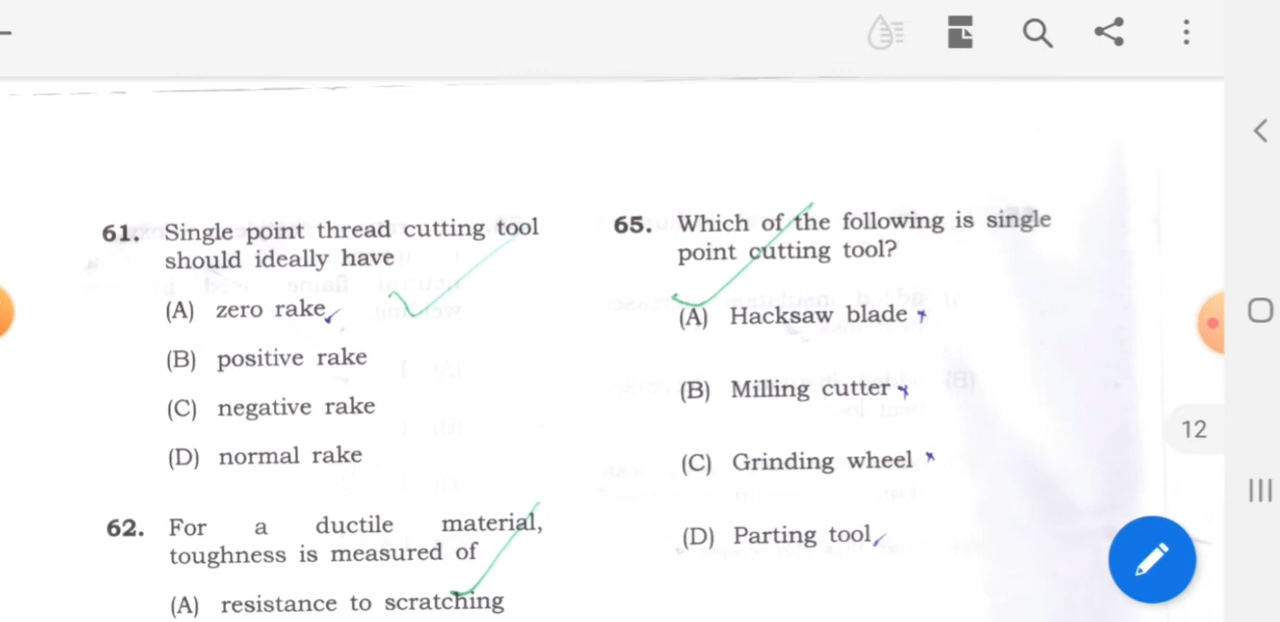 61. Single point thread cutting tool
should ideally have
(A) zero rake
(B) positive rake
(C) negative rake
(D) normal rake
62. For a ductile material,
toughness is measured of
(A) resistance to scratching
65. Which of the following is single
point cutting tool?
(A) Hacksaw blade
(B) Milling cutter
(C) Grinding wheel
(D) Parting tool
12